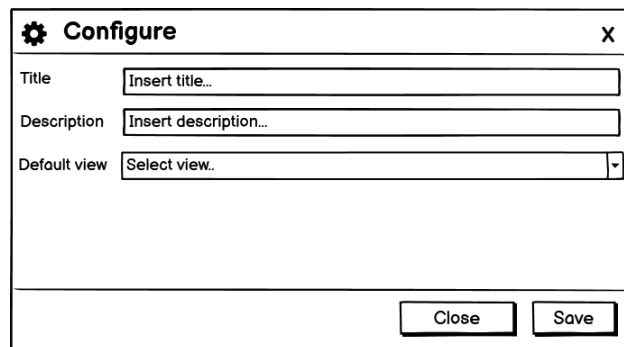 Configure X
Title Insert title...
Description Insert description...
Default view Select view..
Close Save